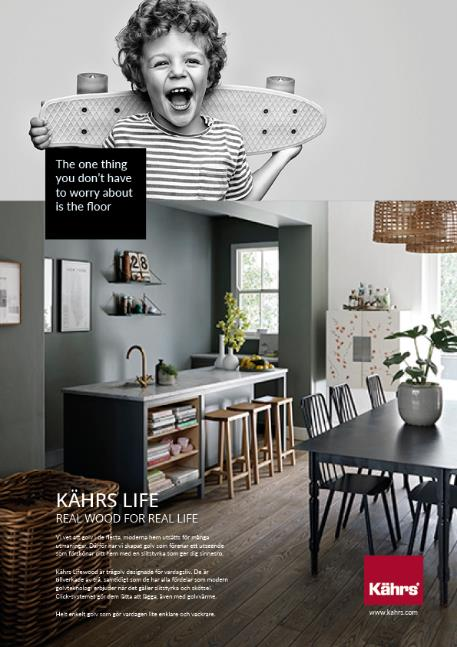 The one thing
you don't have
to worry about
is the floor
28
KÄHRS LIFE
REAL WOOD FOR REAL LIFE
Vi vet att golv i de flesta, moderna hem utsätts för många
utmaningar. Därför har vi skapat golv som förenar ett utseende
som förskönar ditt hem med en slitstyrka som ger dig sinnesro.
Kährs Lifewood är trägolv designade för vardagsliv. De är
tillverkade av trä, samtidigt som de har alla fördelar som modern
golvteknologi erbjuder när det gäller slitstyrka och skötsel.
Click-systemet gör dem lätta att lägga, även med golvvärme.
Helt enkelt golv som gör vardagen lite enklare och vackrare.
Kährs®
www.kahrs.com